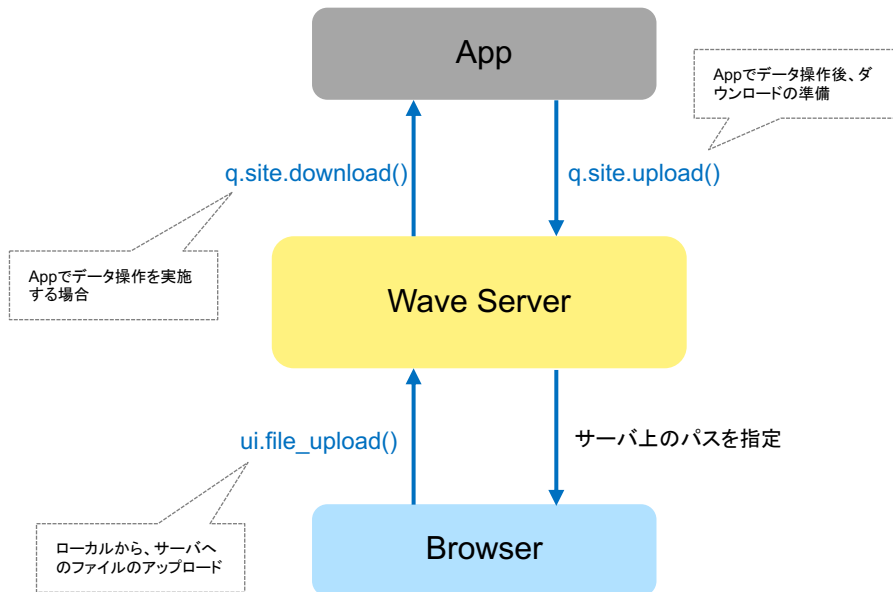 App
Appでデータ操作後、ダ
ウンロードの準備
q.site.download()
q.site.upload()
Appでデータ操作を実施
する場合
Wave Server
ui.file_upload()
サーバ上のパスを指定
ローカルから、サーバへ
のファイルのアップロード
Browser